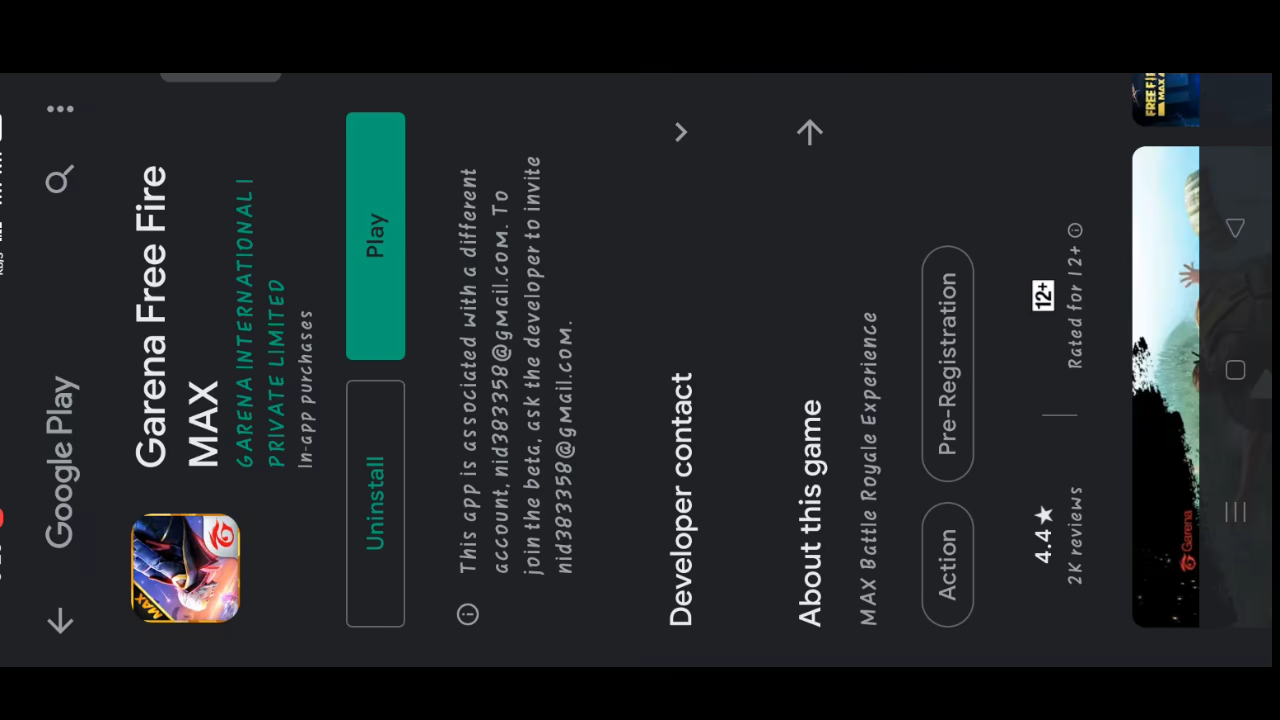 Google Play
Garena Free Fire
MAX
GARENA INTERNATIONAL I
PRIVATE LIMITED
In-app purchases
Uninstall
Play
This app is associated with a different
account, nid383358@gmail.com. To
join the beta, ask the developer to invite
nid383358@gmail.com.
Developer contact
About this game
MAX Battle Royale Experience
Action
Pre-Registration
4.4★
2K reviews
12+
Rated for 12+
Garena
FREE FIRE
MAX